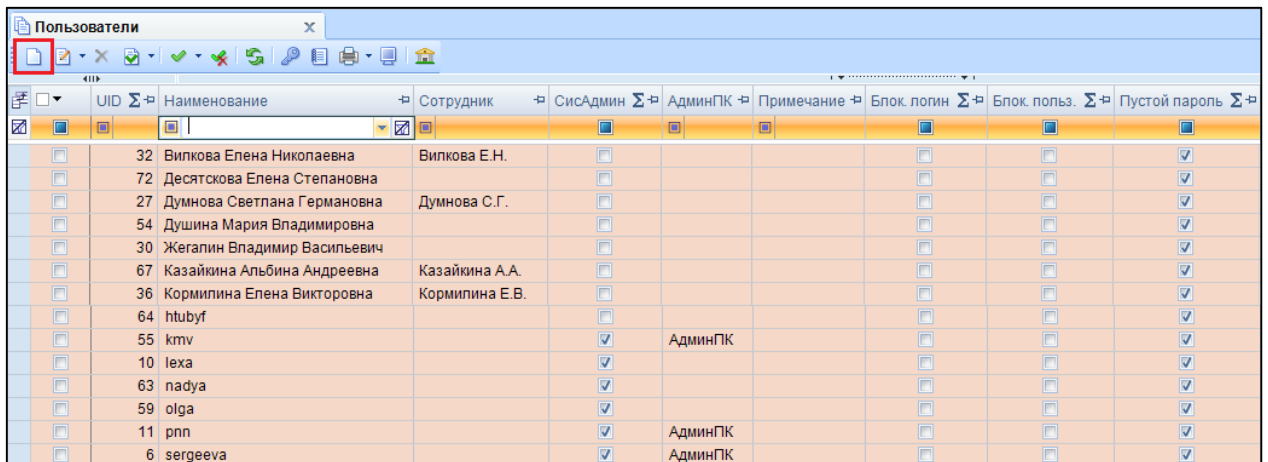 Пользователи
UID Наименование Сотрудник СисАдмин АдминПК Примечание Блок. логин Блок. польз. Пустой пароль
32 Вилкова Елена Николаевна Вилкова Е.Н.
72 Десятскова Елена Степановна
27 Думнова Светлана Германовна Думнова С.Г.
54 Душина Мария Владимировна
30 Жегалин Владимир Васильевич
67 Казайкина Альбина Андреевна Казайкина А.А.
36 Кормилина Елена Викторовна Кормилина Е.В.
64 htubyf
55 kmv АдминПК
10 lexa
63 nadya
59 olga
11 pnn АдминПК
6 sergeeva АдминПК